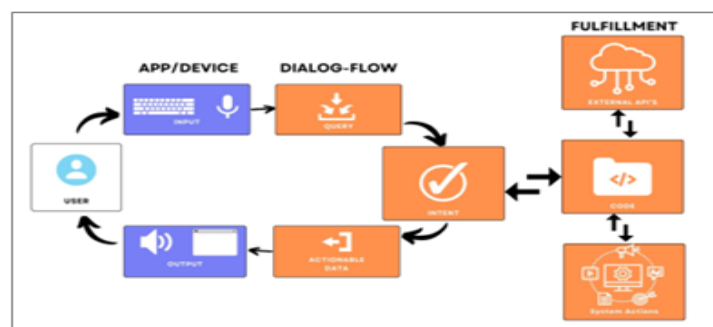 FULFILLMENT
APP/DEVICE
DIALOG-FLOW
INPUT
QUERY
EXTERNAL API'S
USER
INTENT
</>
CODE
OUTPUT
ACTIONABLE
DATA
System Actions